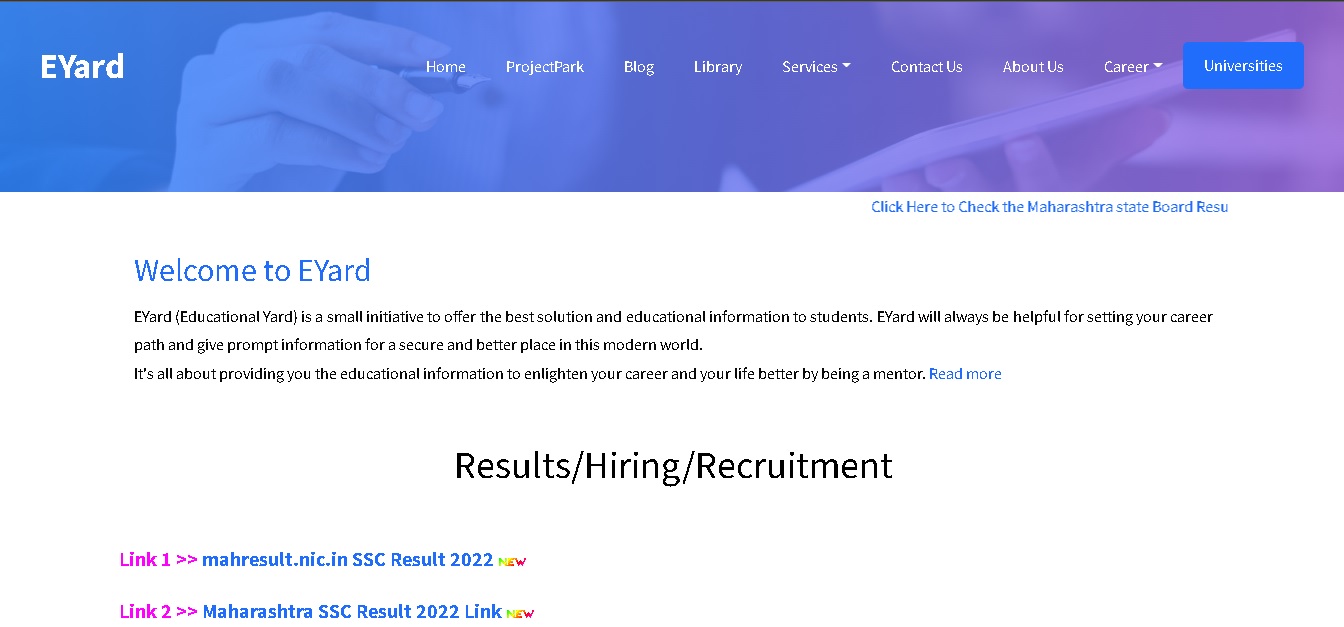 EYard
Home ProjectPark Blog Library Services Contact Us About Us Career Universities
Click Here to Check the Maharashtra state Board Resu
Welcome to EYard
EYard (Educational Yard) is a small initiative to offer the best solution and educational information to students. EYard will always be helpful for setting your career
path and give prompt information for a secure and better place in this modern world.
It's all about providing you the educational information to enlighten your career and your life better by being a mentor. Read more
Results/Hiring/Recruitment
Link 1 >> mahresult.nic.in SSC Result 2022 NEW
Link 2 >> Maharashtra SSC Result 2022 Link NEW